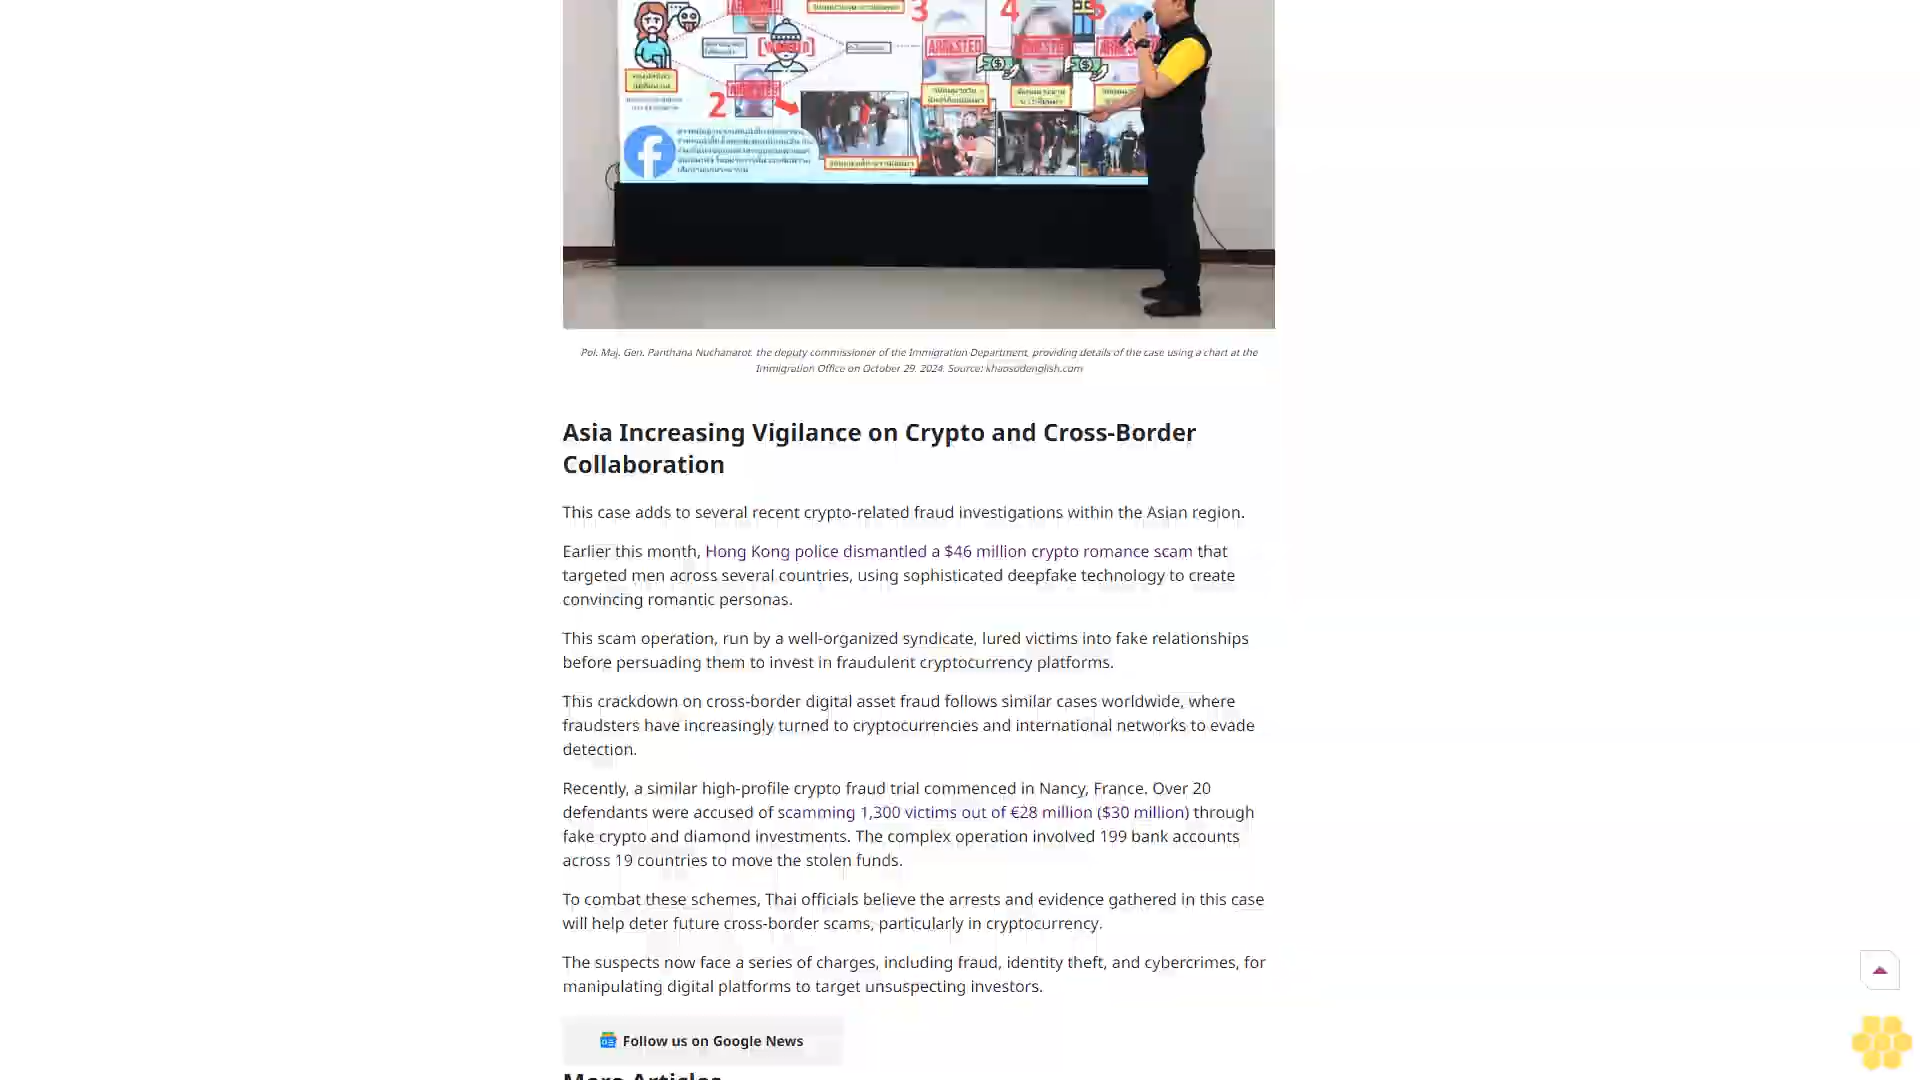 3 4 5
ARRESTED ARRESTED
2
Pol. Maj. Gen. Panthana Nuchanarot, the deputy commissioner of the Immigration Department, providing details of the case using a chart at the
Immigration Office on October 29, 2024. Source: khaosodenglish.com
Asia Increasing Vigilance on Crypto and Cross-Border
Collaboration
This case adds to several recent crypto-related fraud investigations within the Asian region.
Earlier this month, Hong Kong police dismantled a $46 million crypto romance scam that
targeted men across several countries, using sophisticated deepfake technology to create
convincing romantic personas.
This scam operation, run by a well-organized syndicate, lured victims into fake relationships
before persuading them to invest in fraudulent cryptocurrency platforms.
This crackdown on cross-border digital asset fraud follows similar cases worldwide, where
fraudsters have increasingly turned to cryptocurrencies and international networks to evade
detection.
Recently, a similar high-profile crypto fraud trial commenced in Nancy, France. Over 20
defendants were accused of scamming 1,300 victims out of €28 million ($30 million) through
fake crypto and diamond investments. The complex operation involved 199 bank accounts
across 19 countries to move the stolen funds.
To combat these schemes, Thai officials believe the arrests and evidence gathered in this case
will help deter future cross-border scams, particularly in cryptocurrency.
The suspects now face a series of charges, including fraud, identity theft, and cybercrimes, for
manipulating digital platforms to target unsuspecting investors.
Follow us on Google News
More Articles